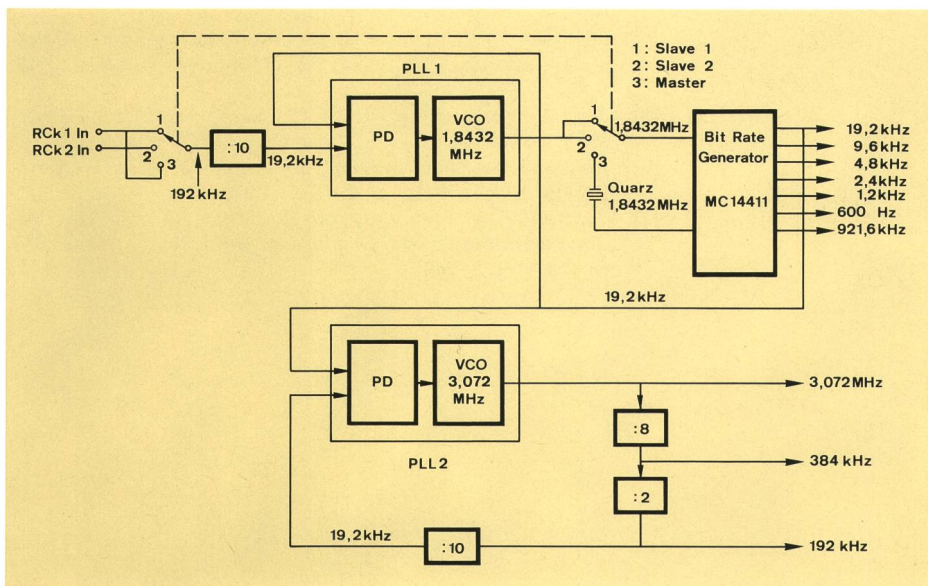 PLL 1
1 : Slave 1
2 : Slave 2
3 : Master
RCk 1 In
RCk 2 In
1
2
3
192 kHz
:10
19,2kHz
PD
VCO
1,8432
MHz
1
2
3
1,8432MHz
Quarz
1,8432MHz
Bit Rate
Generator
MC14411
19,2kHz
9,6kHz
4,8kHz
2,4kHz
1,2kHz
600 Hz
921,6kHz
19,2kHz
PD
VCO
3,072
MHz
PLL2
3,072MHz
:8
384 kHz
:2
19,2kHz
:10
192 kHz